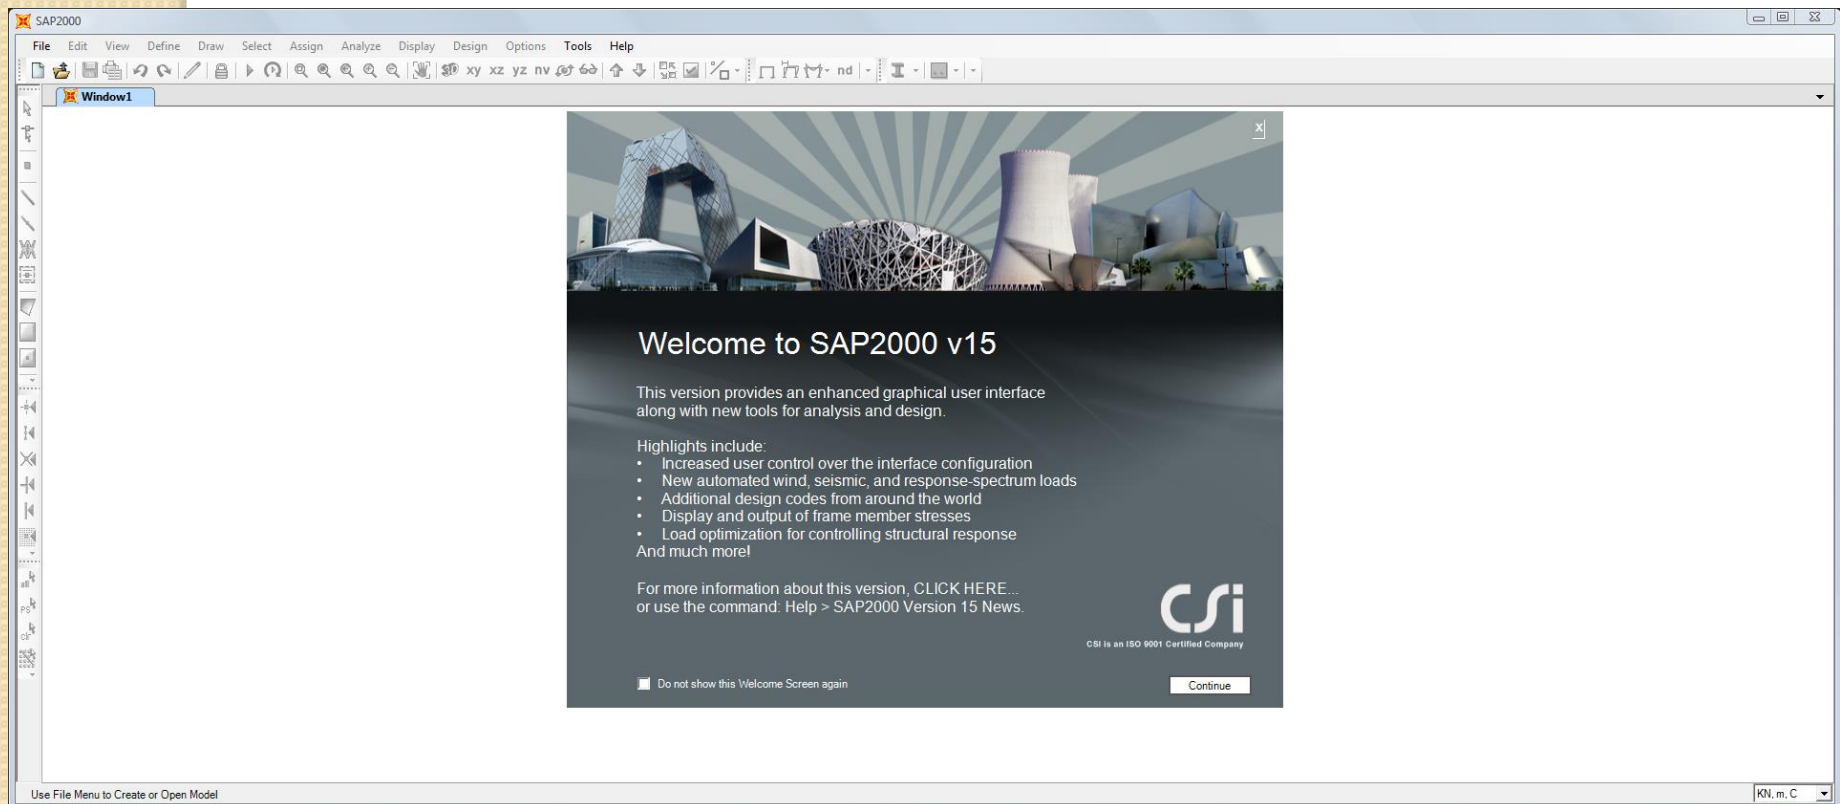 SAP2000
File Edit View Define Draw Select Assign Analyze Display Design Options Tools Help
xy xz yz nv nd
Window1
X
Welcome to SAP2000 v15
This version provides an enhanced graphical user interface
along with new tools for analysis and design.
Highlights include:
• Increased user control over the interface configuration
• New automated wind, seismic, and response-spectrum loads
• Additional design codes from around the world
• Display and output of frame member stresses
• Load optimization for controlling structural response
And much more!
For more information about this version, CLICK HERE...
or use the command: Help > SAP2000 Version 15 News.
CSi
CSI is an ISO 9001 Certified Company
Do not show this Welcome Screen again
Continue
all
PS
clr
Use File Menu to Create or Open Model
KN, m, C